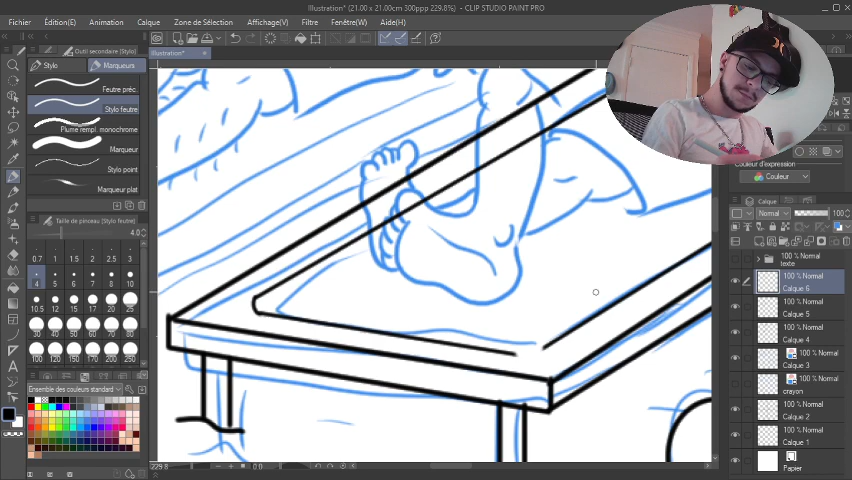 Illustration* (21.00 x 21.00cm 300ppp 229.8%) - CLIP STUDIO PAINT PRO
Fichier Édition(E) Animation Calque Zone de Sélection Affichage(V) Filtre Fenêtre(W) Aide(H)
Outil secondaire (Stylo)
Illustration*
Stylo Marqueurs
Feutre préc.
Stylo feutre
Plume rempl. monochrome
Marqueur
Stylo point
Marqueur plat
Taille de pinceau (Stylo feutre)
4.0
0.7 1 1.5 2 2.5 3
4 5 6 7 8 10
10.5 12 15 17 20 25
30 40 50 60 70 80
100 120 150 170 200 250
Ensemble des couleurs standard
Couleur d'expression
Couleur
Calque
Normal 100
100 % Normal
texte
100 % Normal
Calque 6
100 % Normal
Calque 5
100 % Normal
Calque 4
100 % Normal
Calque 3
100 % Normal
crayon
100 % Normal
Calque 2
100 % Normal
Calque 1
Papier
229.8 0.0